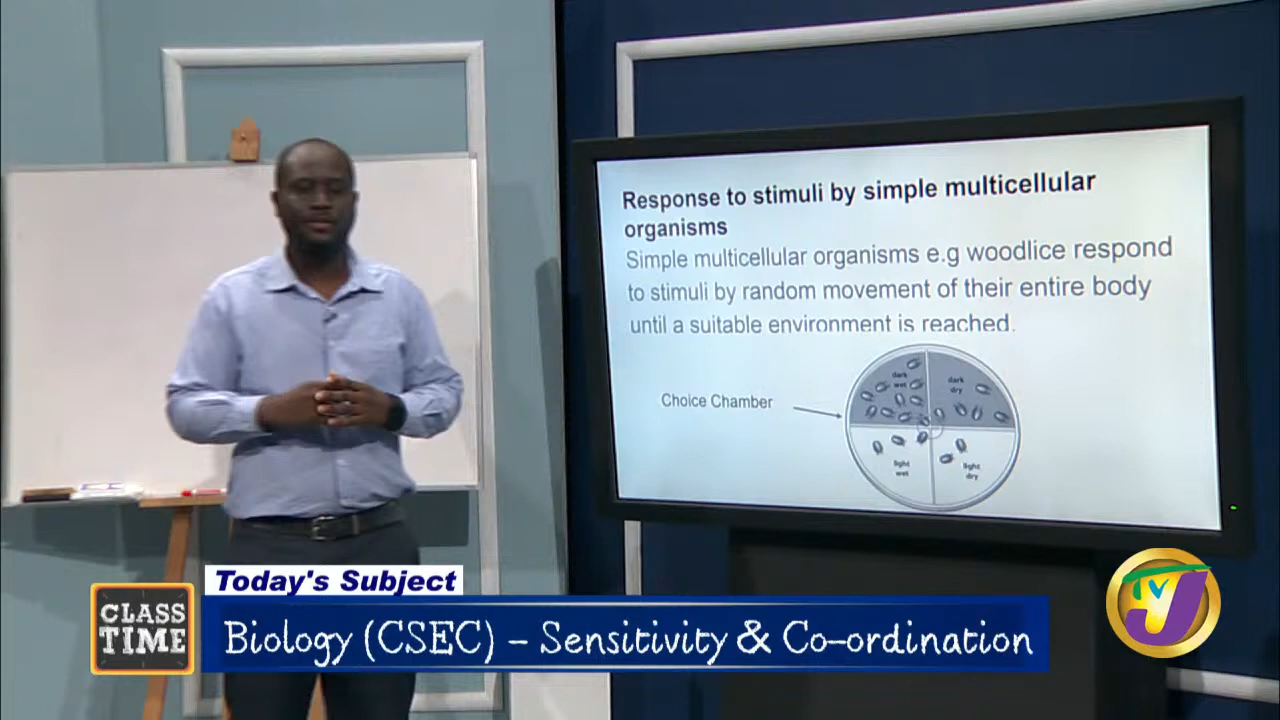 Response to stimuli by simple multicellular
organisms
Simple multicellular organisms e.g woodlice respond
to stimuli by random movement of their entire body
until a suitable environment is reached.
Choice Chamber
dark
wet
dark
dry
light
wet
light
dry
Today's Subject
CLASS
TIME
Biology (CSEC) – Sensitivity & Co-ordination
TVJ